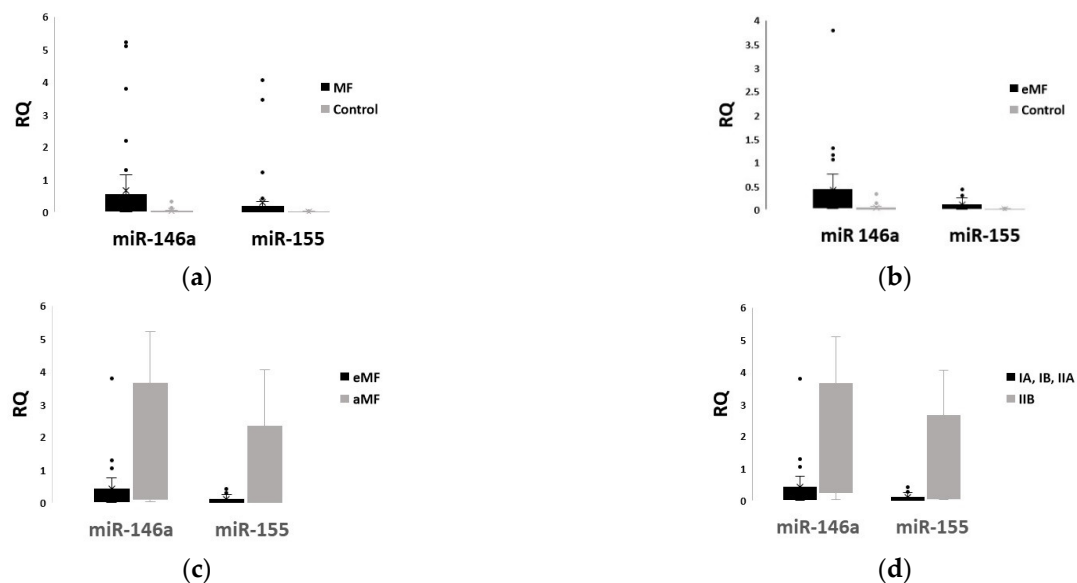 6
5
4
3
2
1
0
RQ
MF
Control
miR-146a miR-155
(a)
4
3.5
3
2.5
2
1.5
1
0.5
0
RQ
eMF
Control
miR 146a miR-155
(b)
6
5
4
3
2
1
0
RQ
eMF
aMF
miR-146a miR-155
(c)
6
5
4
3
2
1
0
RQ
IA, IB, IIA
IIB
miR-146a miR-155
(d)